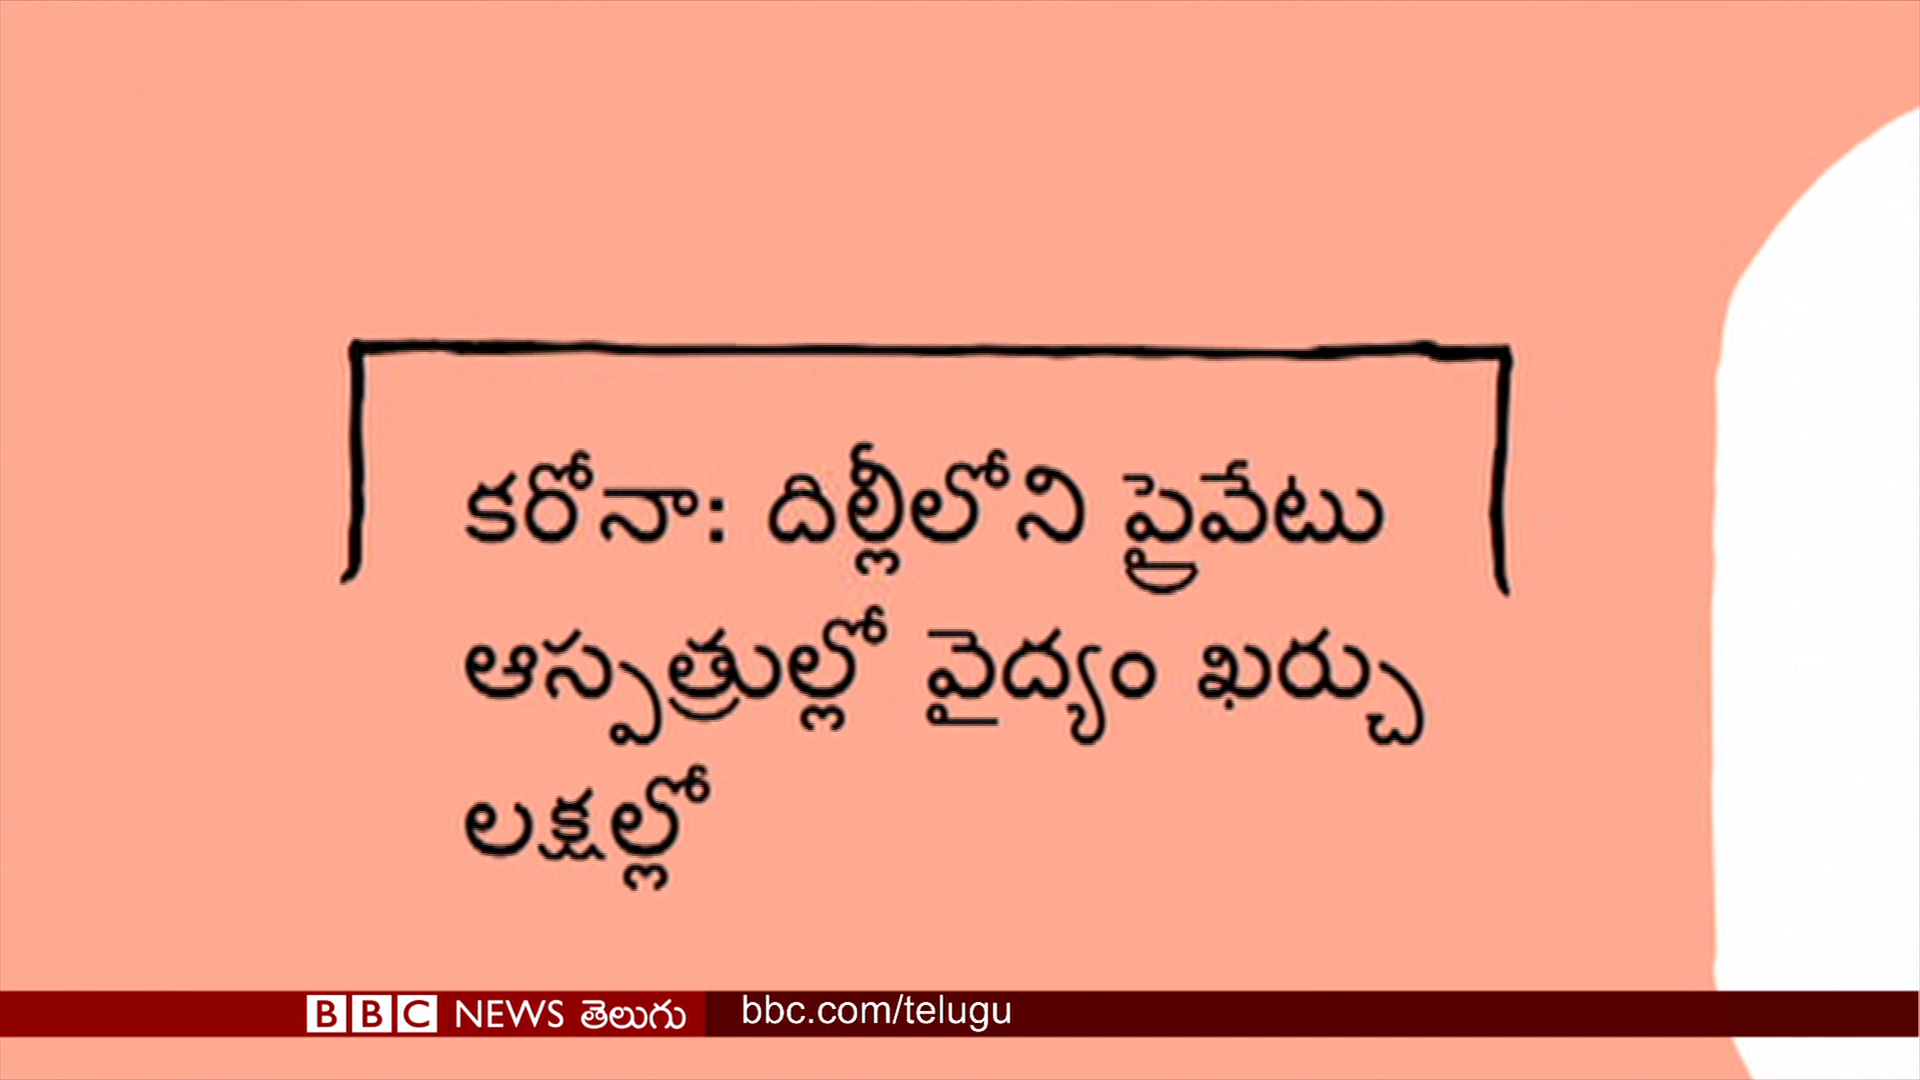 కరోనా: దిల్లీలోని ప్రైవేటు
ఆస్పత్రుల్లో వైద్యం ఖర్చు
లక్షల్లో
BBC NEWS తెలుగు bbc.com/telugu